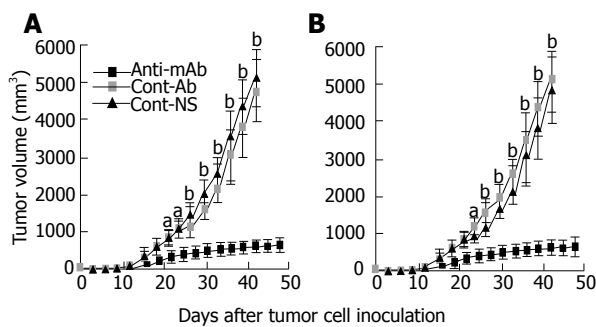 A
Tumor volume (mm³)
6000
5000
4000
3000
2000
1000
0
Anti-mAb
Cont-Ab
Cont-NS
a
a
b
b
b
b
b
b
0 10 20 30 40 50
B
6000
5000
4000
3000
2000
1000
0
a
b
b
b
b
b
b
0 10 20 30 40 50
Days after tumor cell inoculation